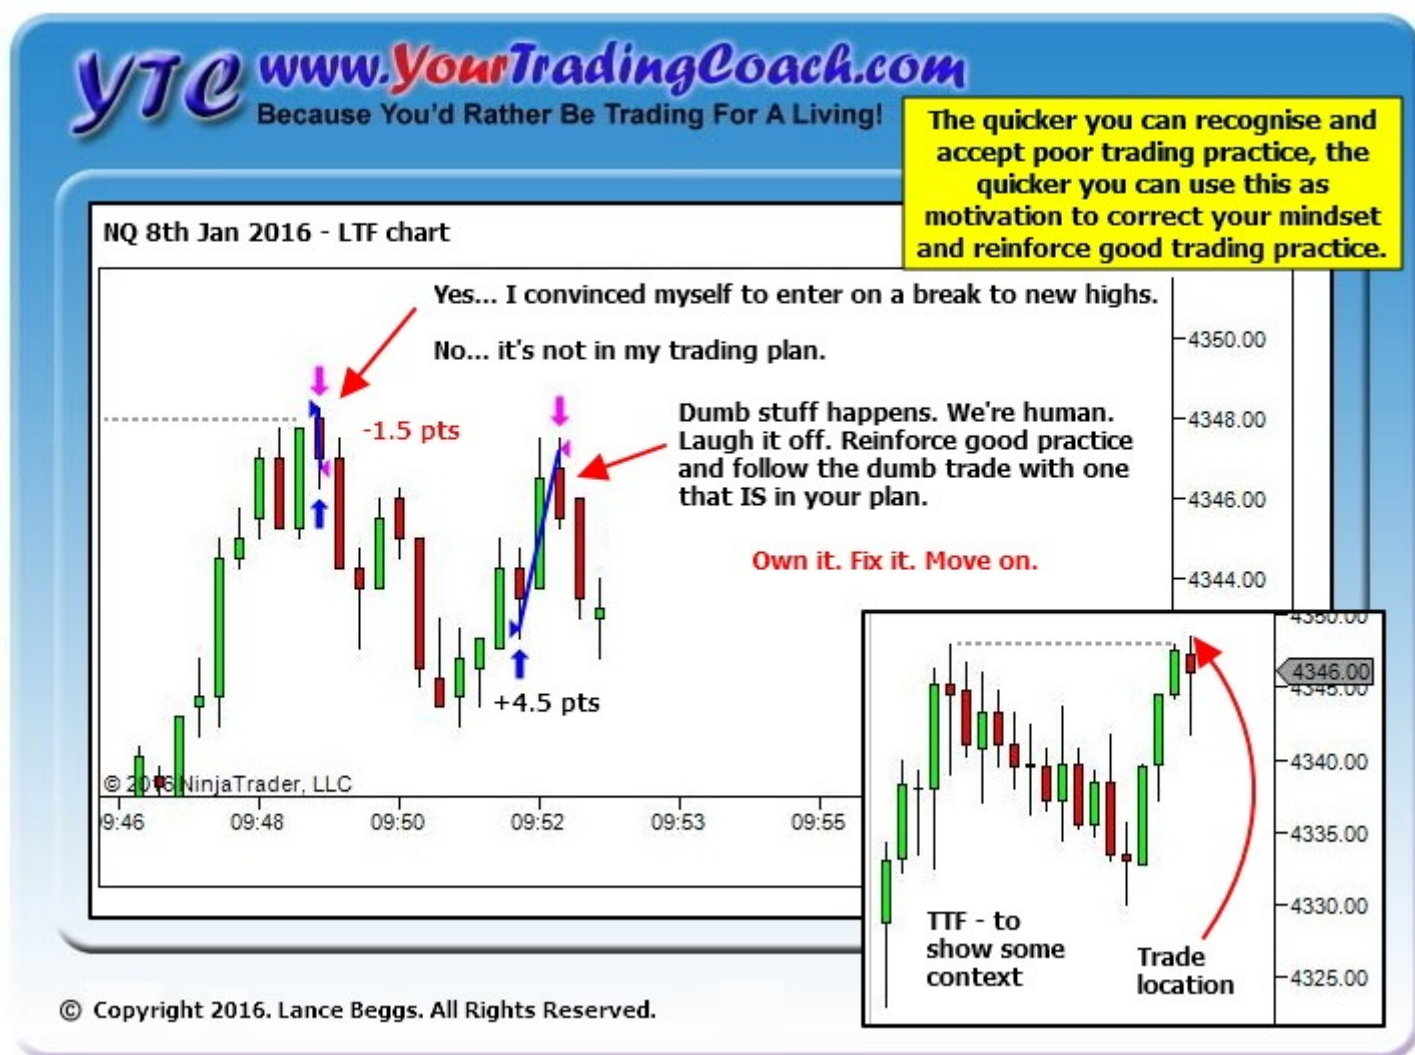 YTC www.YourTradingCoach.com
Because You'd Rather Be Trading For A Living!
The quicker you can recognise and
accept poor trading practice, the
quicker you can use this as
motivation to correct your mindset
and reinforce good trading practice.
NQ 8th Jan 2016 - LTF chart
Yes... I convinced myself to enter on a break to new highs.
No... it's not in my trading plan.
-1.5 pts
Dumb stuff happens. We're human.
Laugh it off. Reinforce good practice
and follow the dumb trade with one
that IS in your plan.
Own it. Fix it. Move on.
+4.5 pts
4350.00
4348.00
4346.00
4344.00
© 2016 NinjaTrader, LLC
09:46 09:48 09:50 09:52 09:53 09:55
4350.00
4346.00
4345.00
4340.00
4335.00
4330.00
4325.00
TTF - to
show some
context
Trade
location
© Copyright 2016. Lance Beggs. All Rights Reserved.